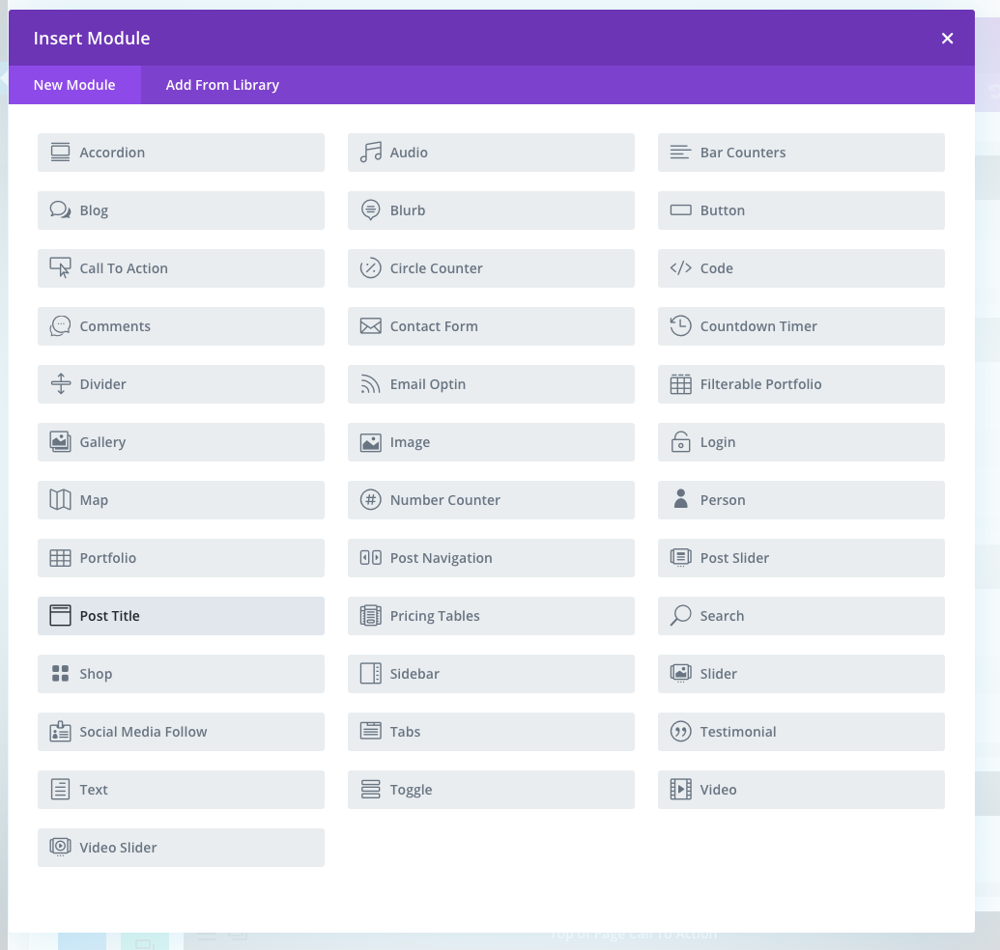 Insert Module
New Module Add From Library
Accordion Audio Bar Counters
Blog Blurb Button
Call To Action Circle Counter Code
Comments Contact Form Countdown Timer
Divider Email Optin Filterable Portfolio
Gallery Image Login
Map Number Counter Person
Portfolio Post Navigation Post Slider
Post Title Pricing Tables Search
Shop Sidebar Slider
Social Media Follow Tabs Testimonial
Text Toggle Video
Video Slider
Top of Page Call To Action